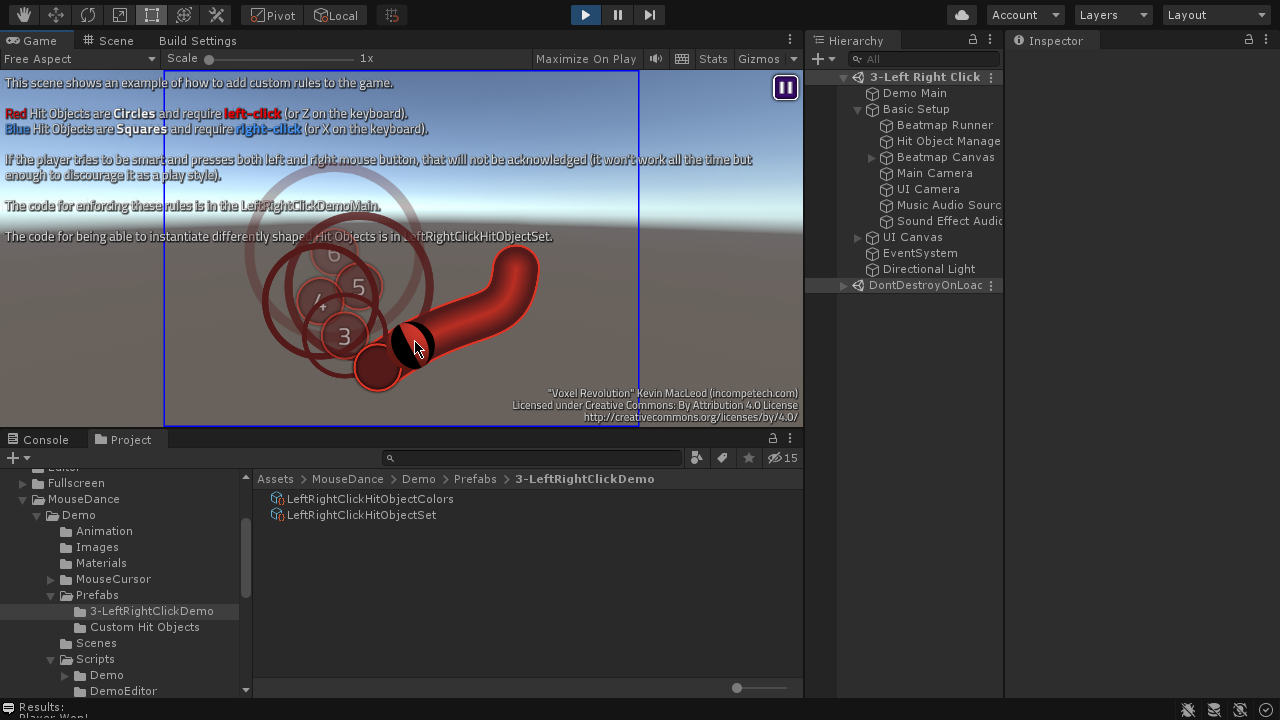 Pivot
Local
Account
Layers
Layout
Game
Scene
Build Settings
Free Aspect
Scale
1x
Maximize On Play
Stats
Gizmos
This scene shows an example of how to add custom rules to the game.
Red Hit Objects are Circles and require left-click (or Z on the keyboard).
Blue Hit Objects are Squares and require right-click (or X on the keyboard).
If the player tries to be smart and presses both left and right mouse button, that will not be acknowledged (it won't work all the time but
enough to discourage it as a play style).
The code for enforcing these rules is in the LeftRightClickDemoMain.
The code for being able to instantiate differently shaped Hit Objects is in LeftRightClickHitObjectSet.
6
5
4
3
"Voxel Revolution" Kevin MacLeod (incompetech.com)
Licensed under Creative Commons: By Attribution 4.0 License
http://creativecommons.org/licenses/by/4.0/
Hierarchy
All
3-Left Right Click
Demo Main
Basic Setup
Beatmap Runner
Hit Object Manage
Beatmap Canvas
Main Camera
UI Camera
Music Audio Sourc
Sound Effect Audio
UI Canvas
EventSystem
Directional Light
DontDestroyOnLoac
Inspector
Console
Project
15
Editor
Fullscreen
MouseDance
Demo
Animation
Images
Materials
MouseCursor
Prefabs
3-LeftRightClickDemo
Custom Hit Objects
Scenes
Scripts
Demo
DemoEditor
Assets
MouseDance
Demo
Prefabs
3-LeftRightClickDemo
LeftRightClickHitObjectColors
LeftRightClickHitObjectSet
Results:
Player Won!